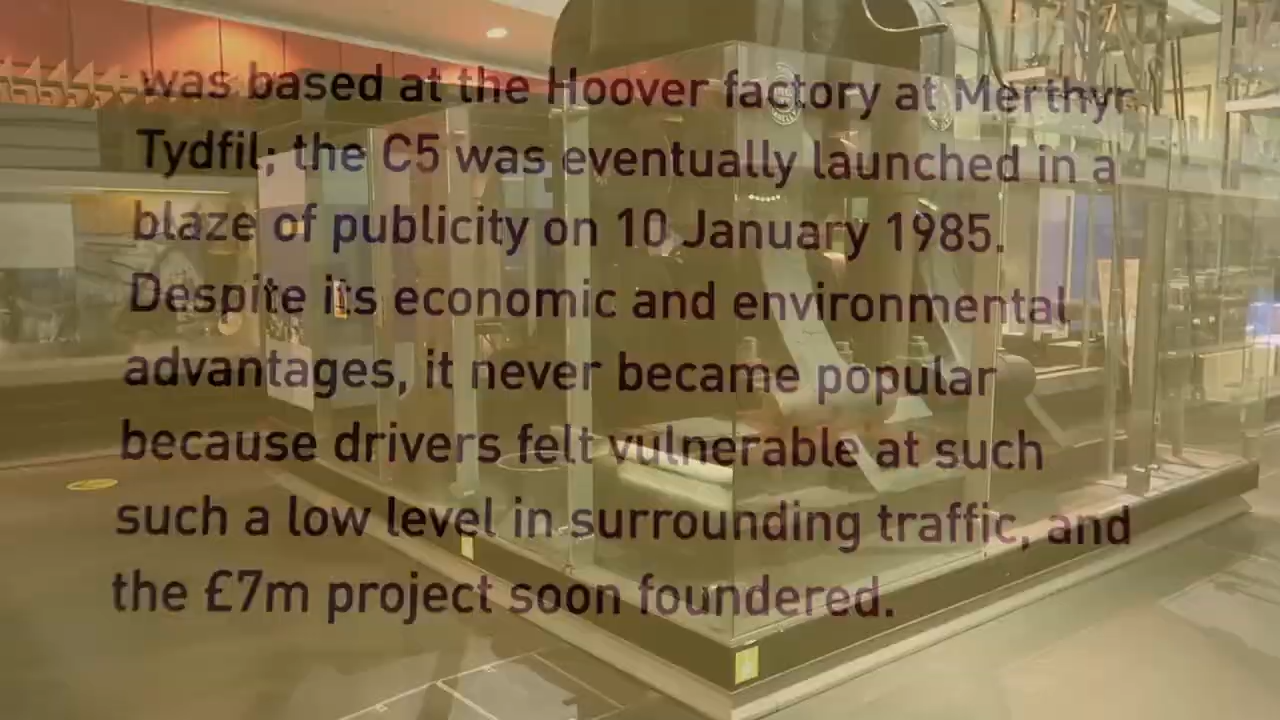 was based at the Hoover factory at Merthyr
Tydfil; the C5 was eventually launched in a
blaze of publicity on 10 January 1985.
Despite its economic and environmental
advantages, it never became popular
because drivers felt vulnerable at such
such a low level in surrounding traffic, and
the £7m project soon foundered.